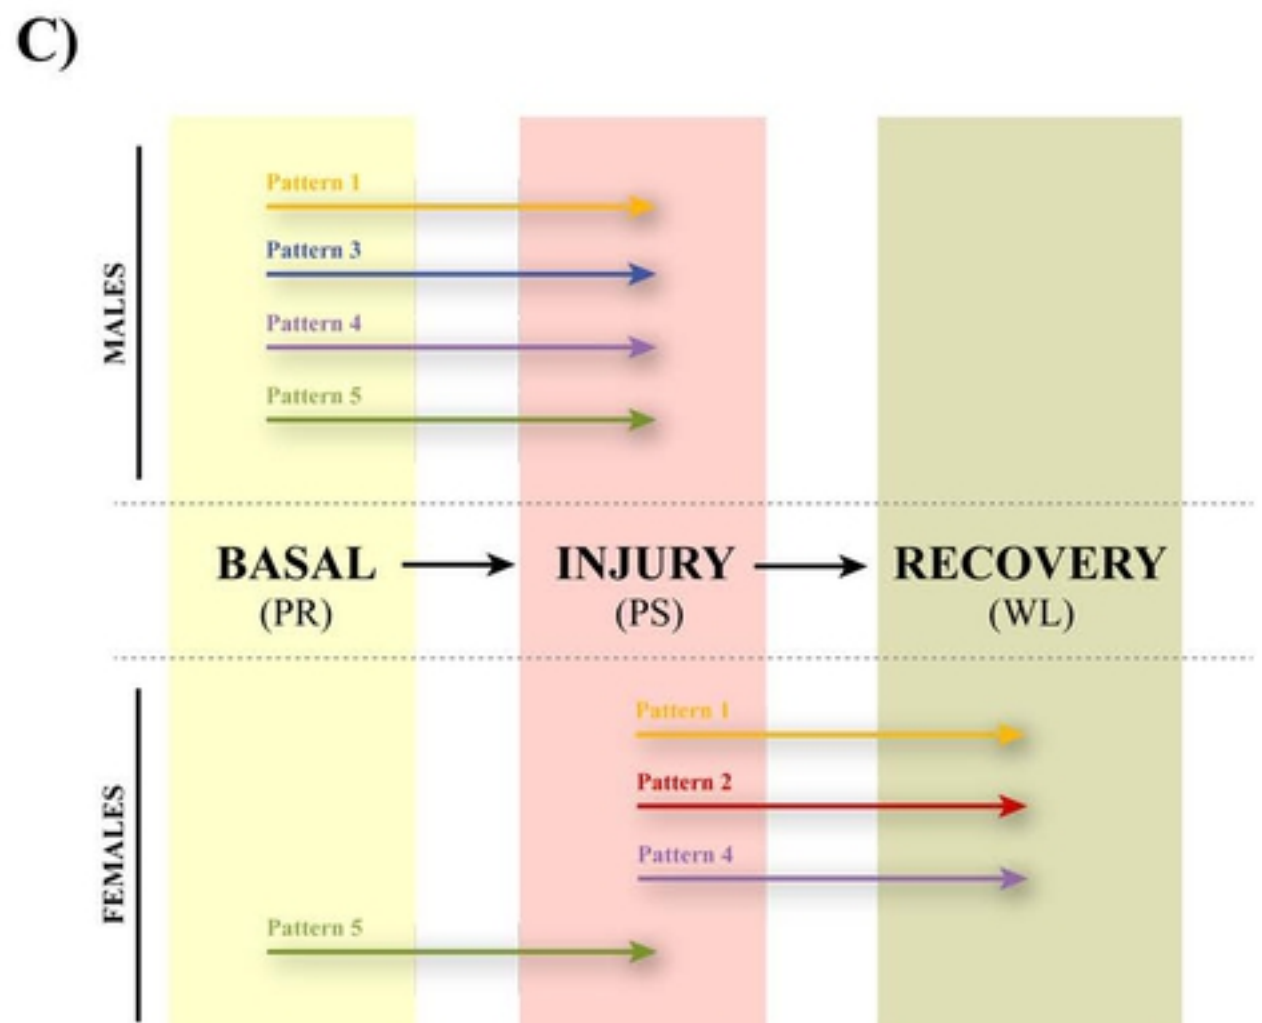 C)
MALES
Pattern 1
Pattern 3
Pattern 4
Pattern 5
BASAL
(PR)
INJURY
(PS)
RECOVERY
(WL)
FEMALES
Pattern 1
Pattern 2
Pattern 4
Pattern 5